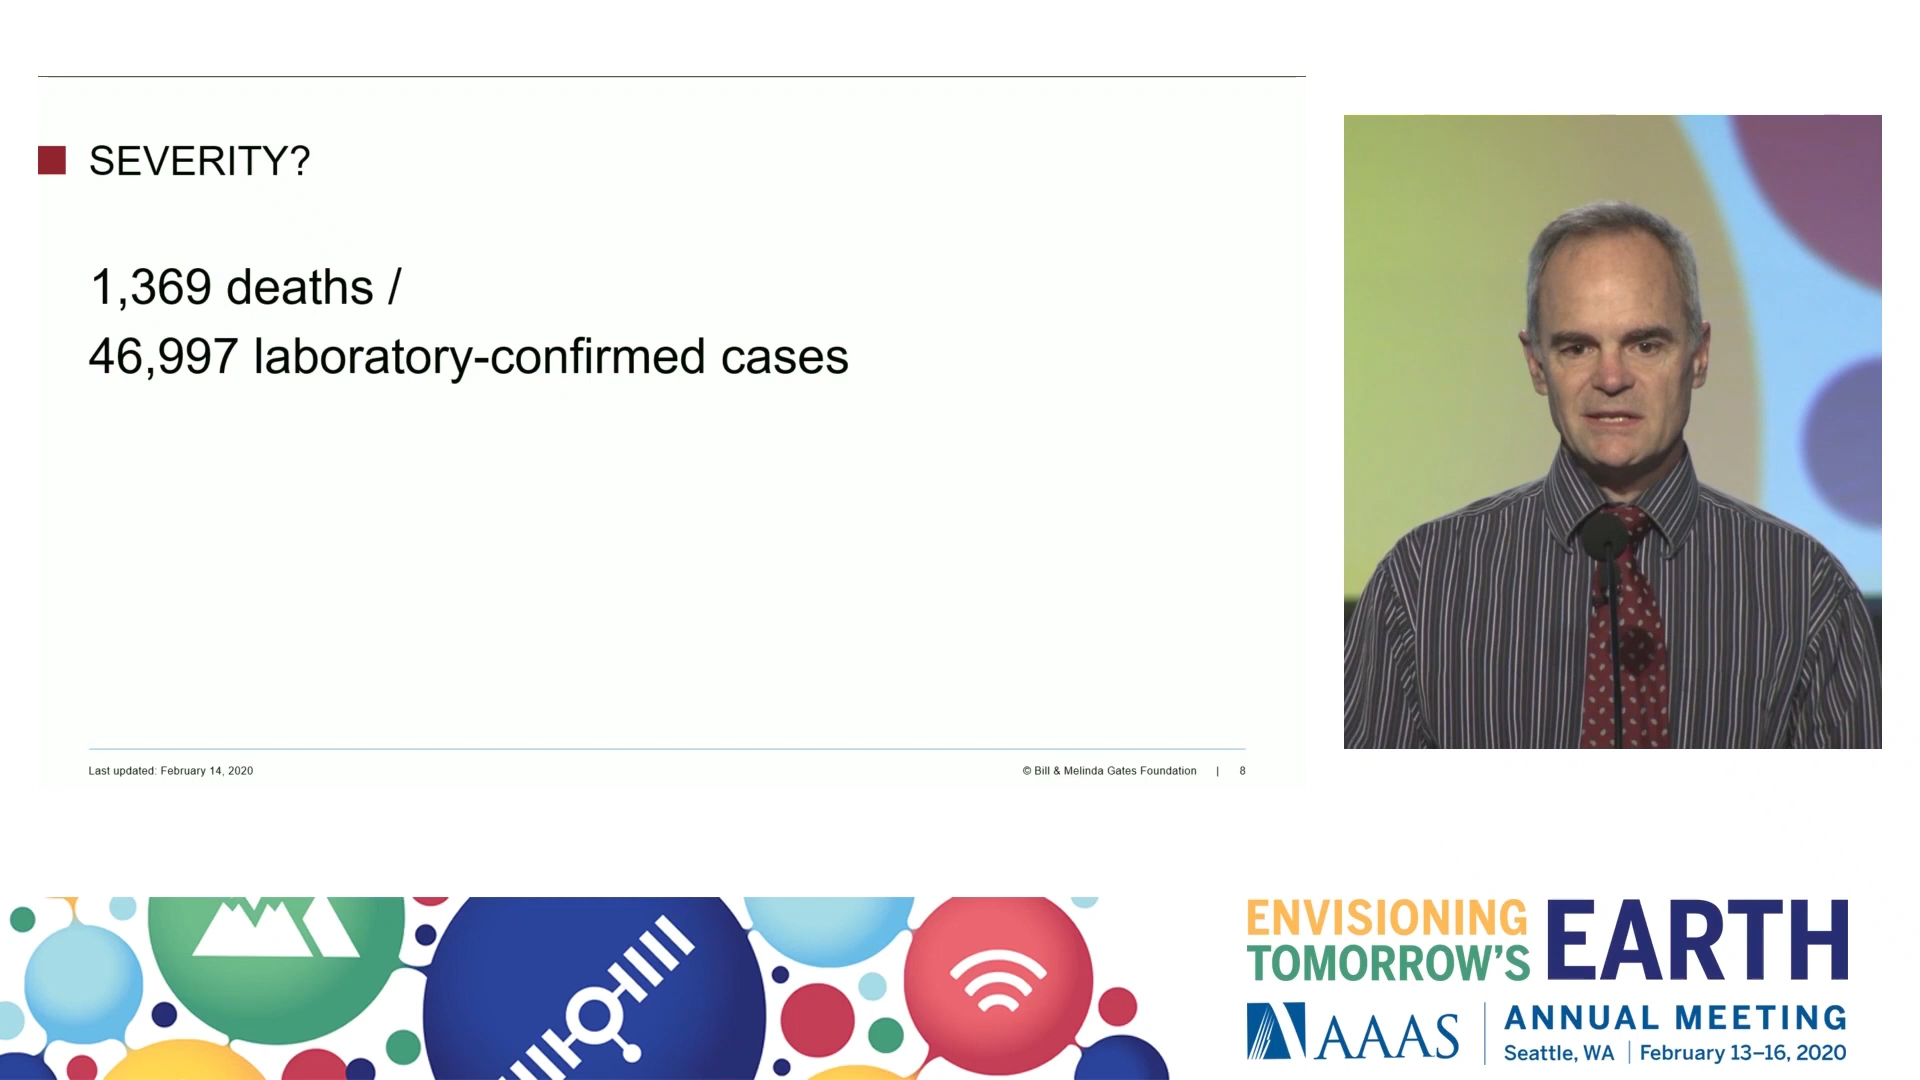 SEVERITY?
1,369 deaths /
46,997 laboratory-confirmed cases
Last updated: February 14, 2020
© Bill & Melinda Gates Foundation | 8
ENVISIONING
TOMORROW'S
EARTH
AAAS
ANNUAL MEETING
Seattle, WA | February 13–16, 2020